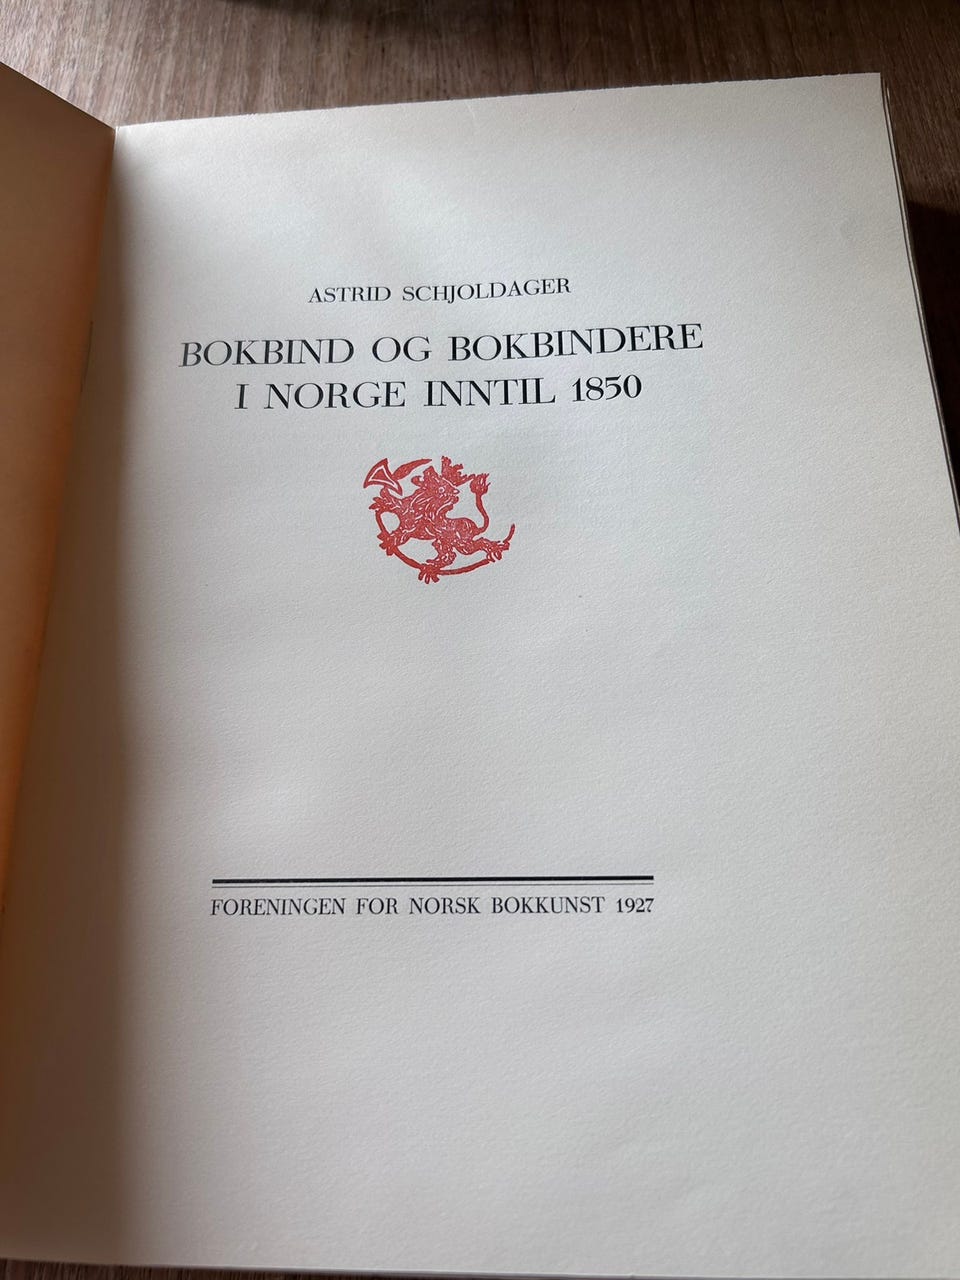 ASTRID SCHJOLDAGER
BOKBIND OG BOKBINDERE
I NORGE INNTIL 1850
FORENINGEN FOR NORSK BOKKUNST 1927